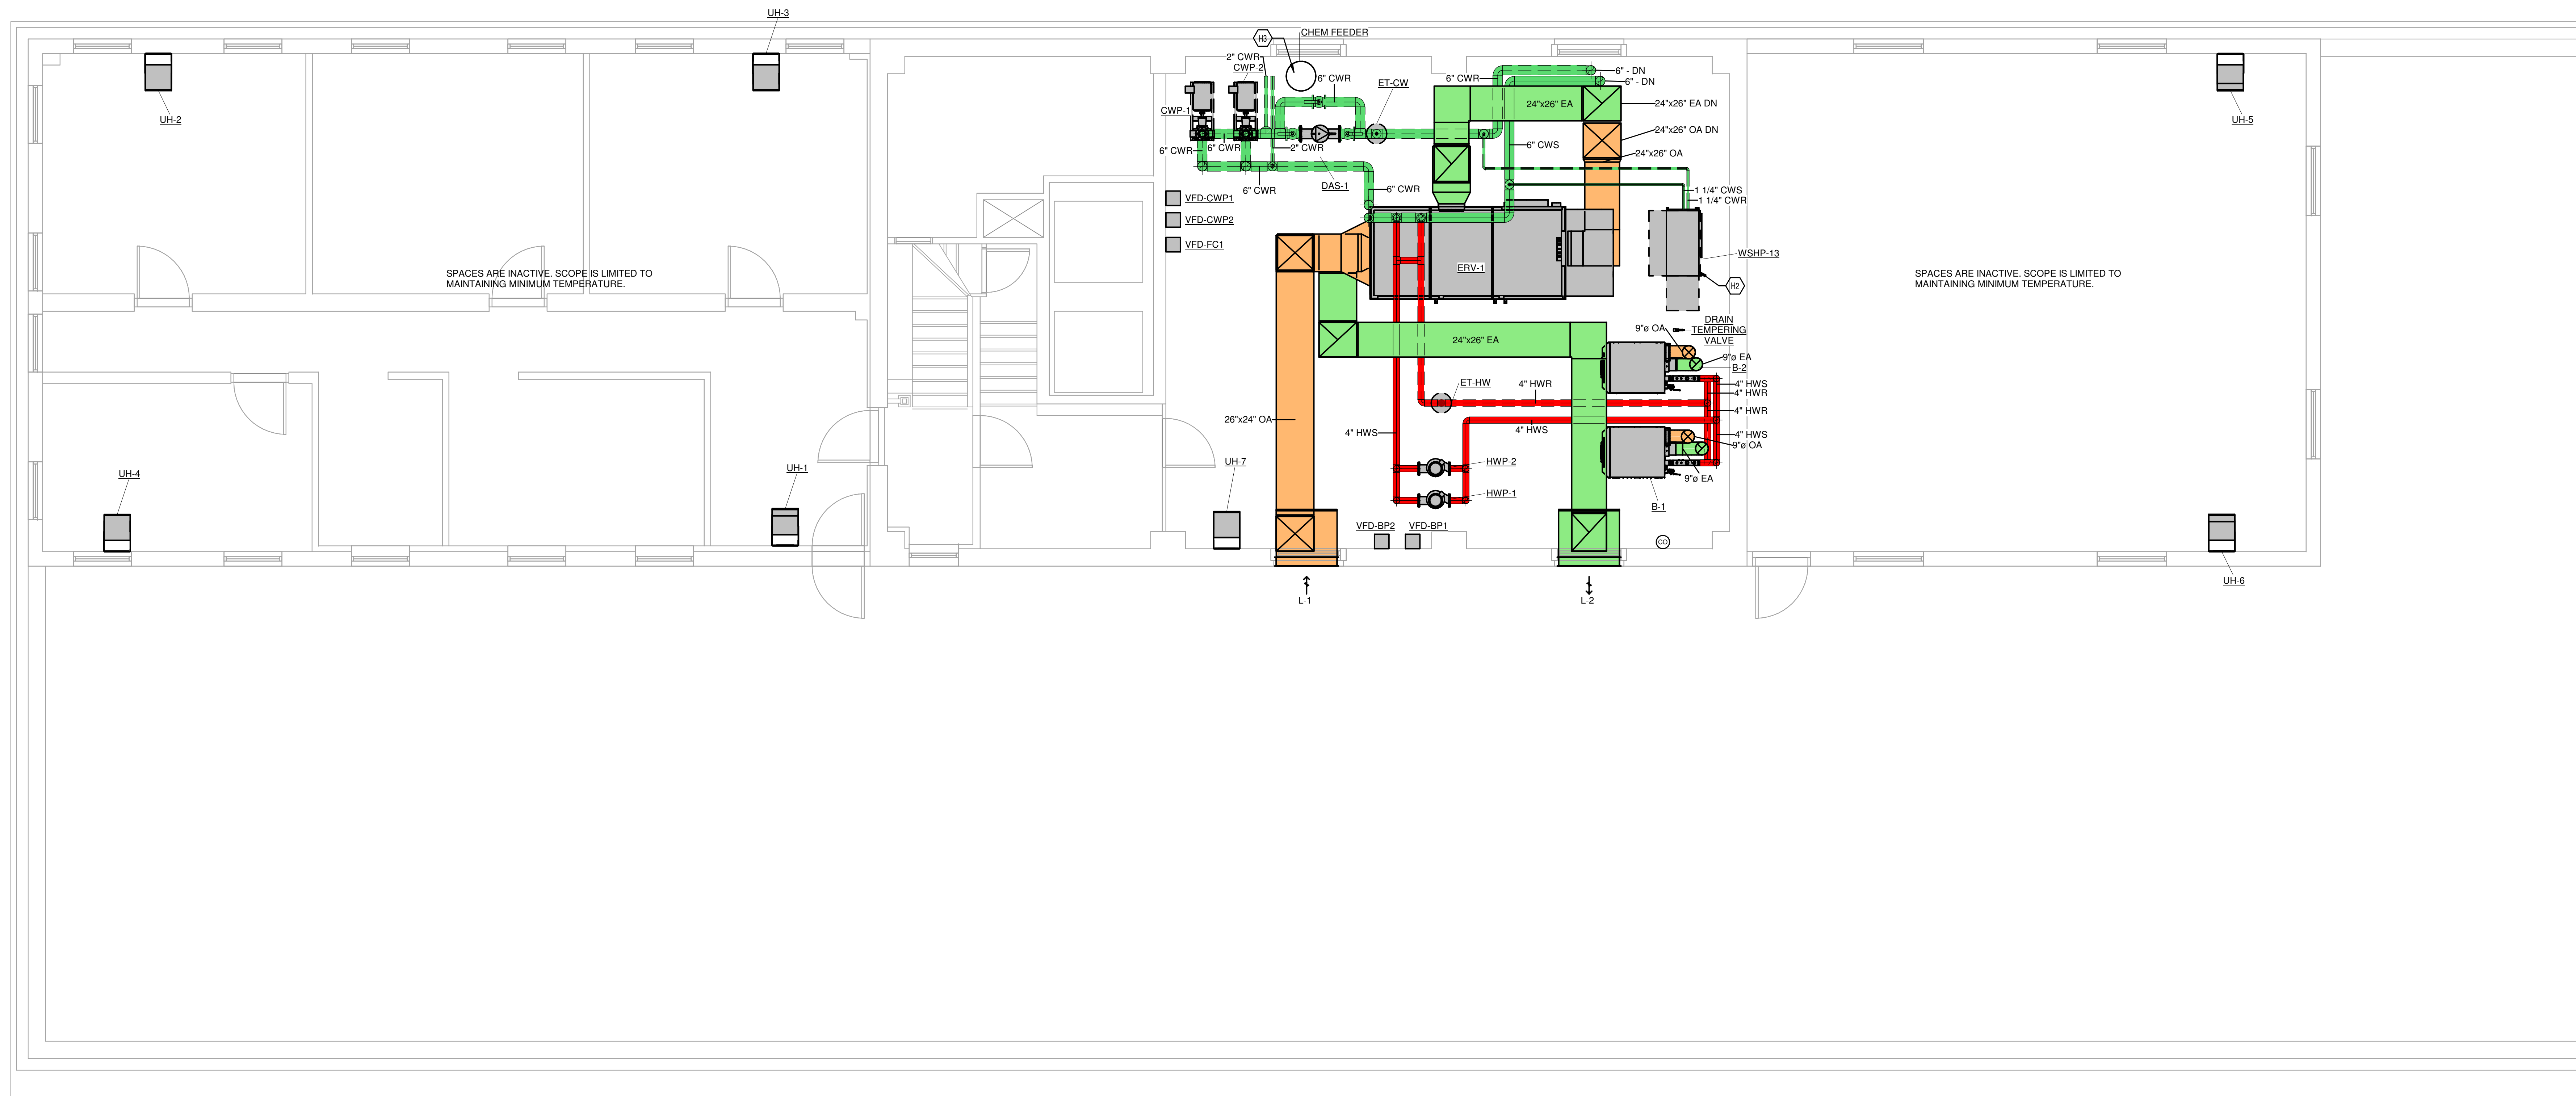 UH-3
CHEM FEEDER
H3
2" CWR
CWP-2
6" CWR
ET-CW
6" CWR
6" - DN
6" - DN
UH-2
CWP-1
24"x26" EA
24"x26" EA DN
UH-5
24"x26" OA DN
6" CWR
6" CWR
2" CWR
6" CWS
24"x26" OA
6" CWR
DAS-1
6" CWR
1 1/4" CWS
1 1/4" CWR
VFD-CWP1
VFD-CWP2
VFD-FC1
WSHP-13
ERV-1
H2
SPACES ARE INACTIVE. SCOPE IS LIMITED TO
MAINTAINING MINIMUM TEMPERATURE.
SPACES ARE INACTIVE. SCOPE IS LIMITED TO
MAINTAINING MINIMUM TEMPERATURE.
DRAIN
TEMPERING
VALVE
9"ø OA
24"x26" EA
9"ø EA
B-2
ET-HW
4" HWR
4" HWS
4" HWR
4" HWR
26"x24" OA
4" HWS
4" HWS
4" HWS
9"ø OA
UH-4
UH-1
UH-7
HWP-2
9"ø EA
HWP-1
B-1
VFD-BP2
VFD-BP1
CO
UH-6
L-1
L-2